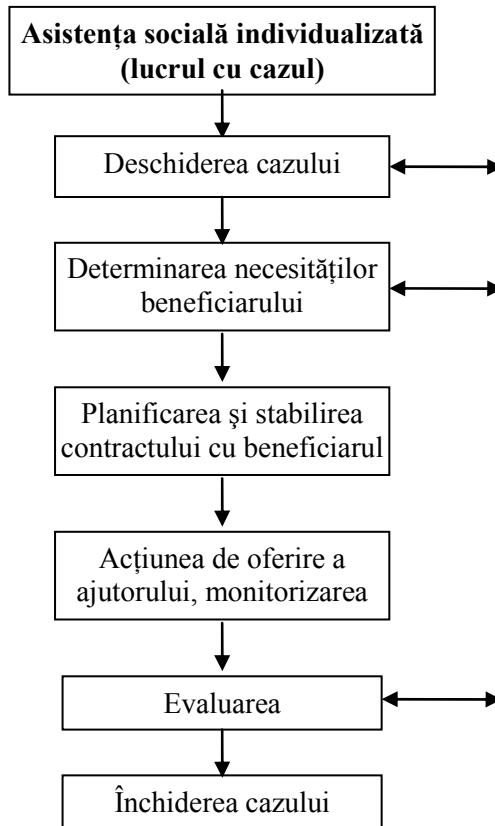 Asistența socială individualizată
(lucrul cu cazul)
Deschiderea cazului
Determinarea necesităților
beneficiarului
Planificarea şi stabilirea
contractului cu beneficiarul
Acțiunea de oferire a
ajutorului, monitorizarea
Evaluarea
Închiderea cazului